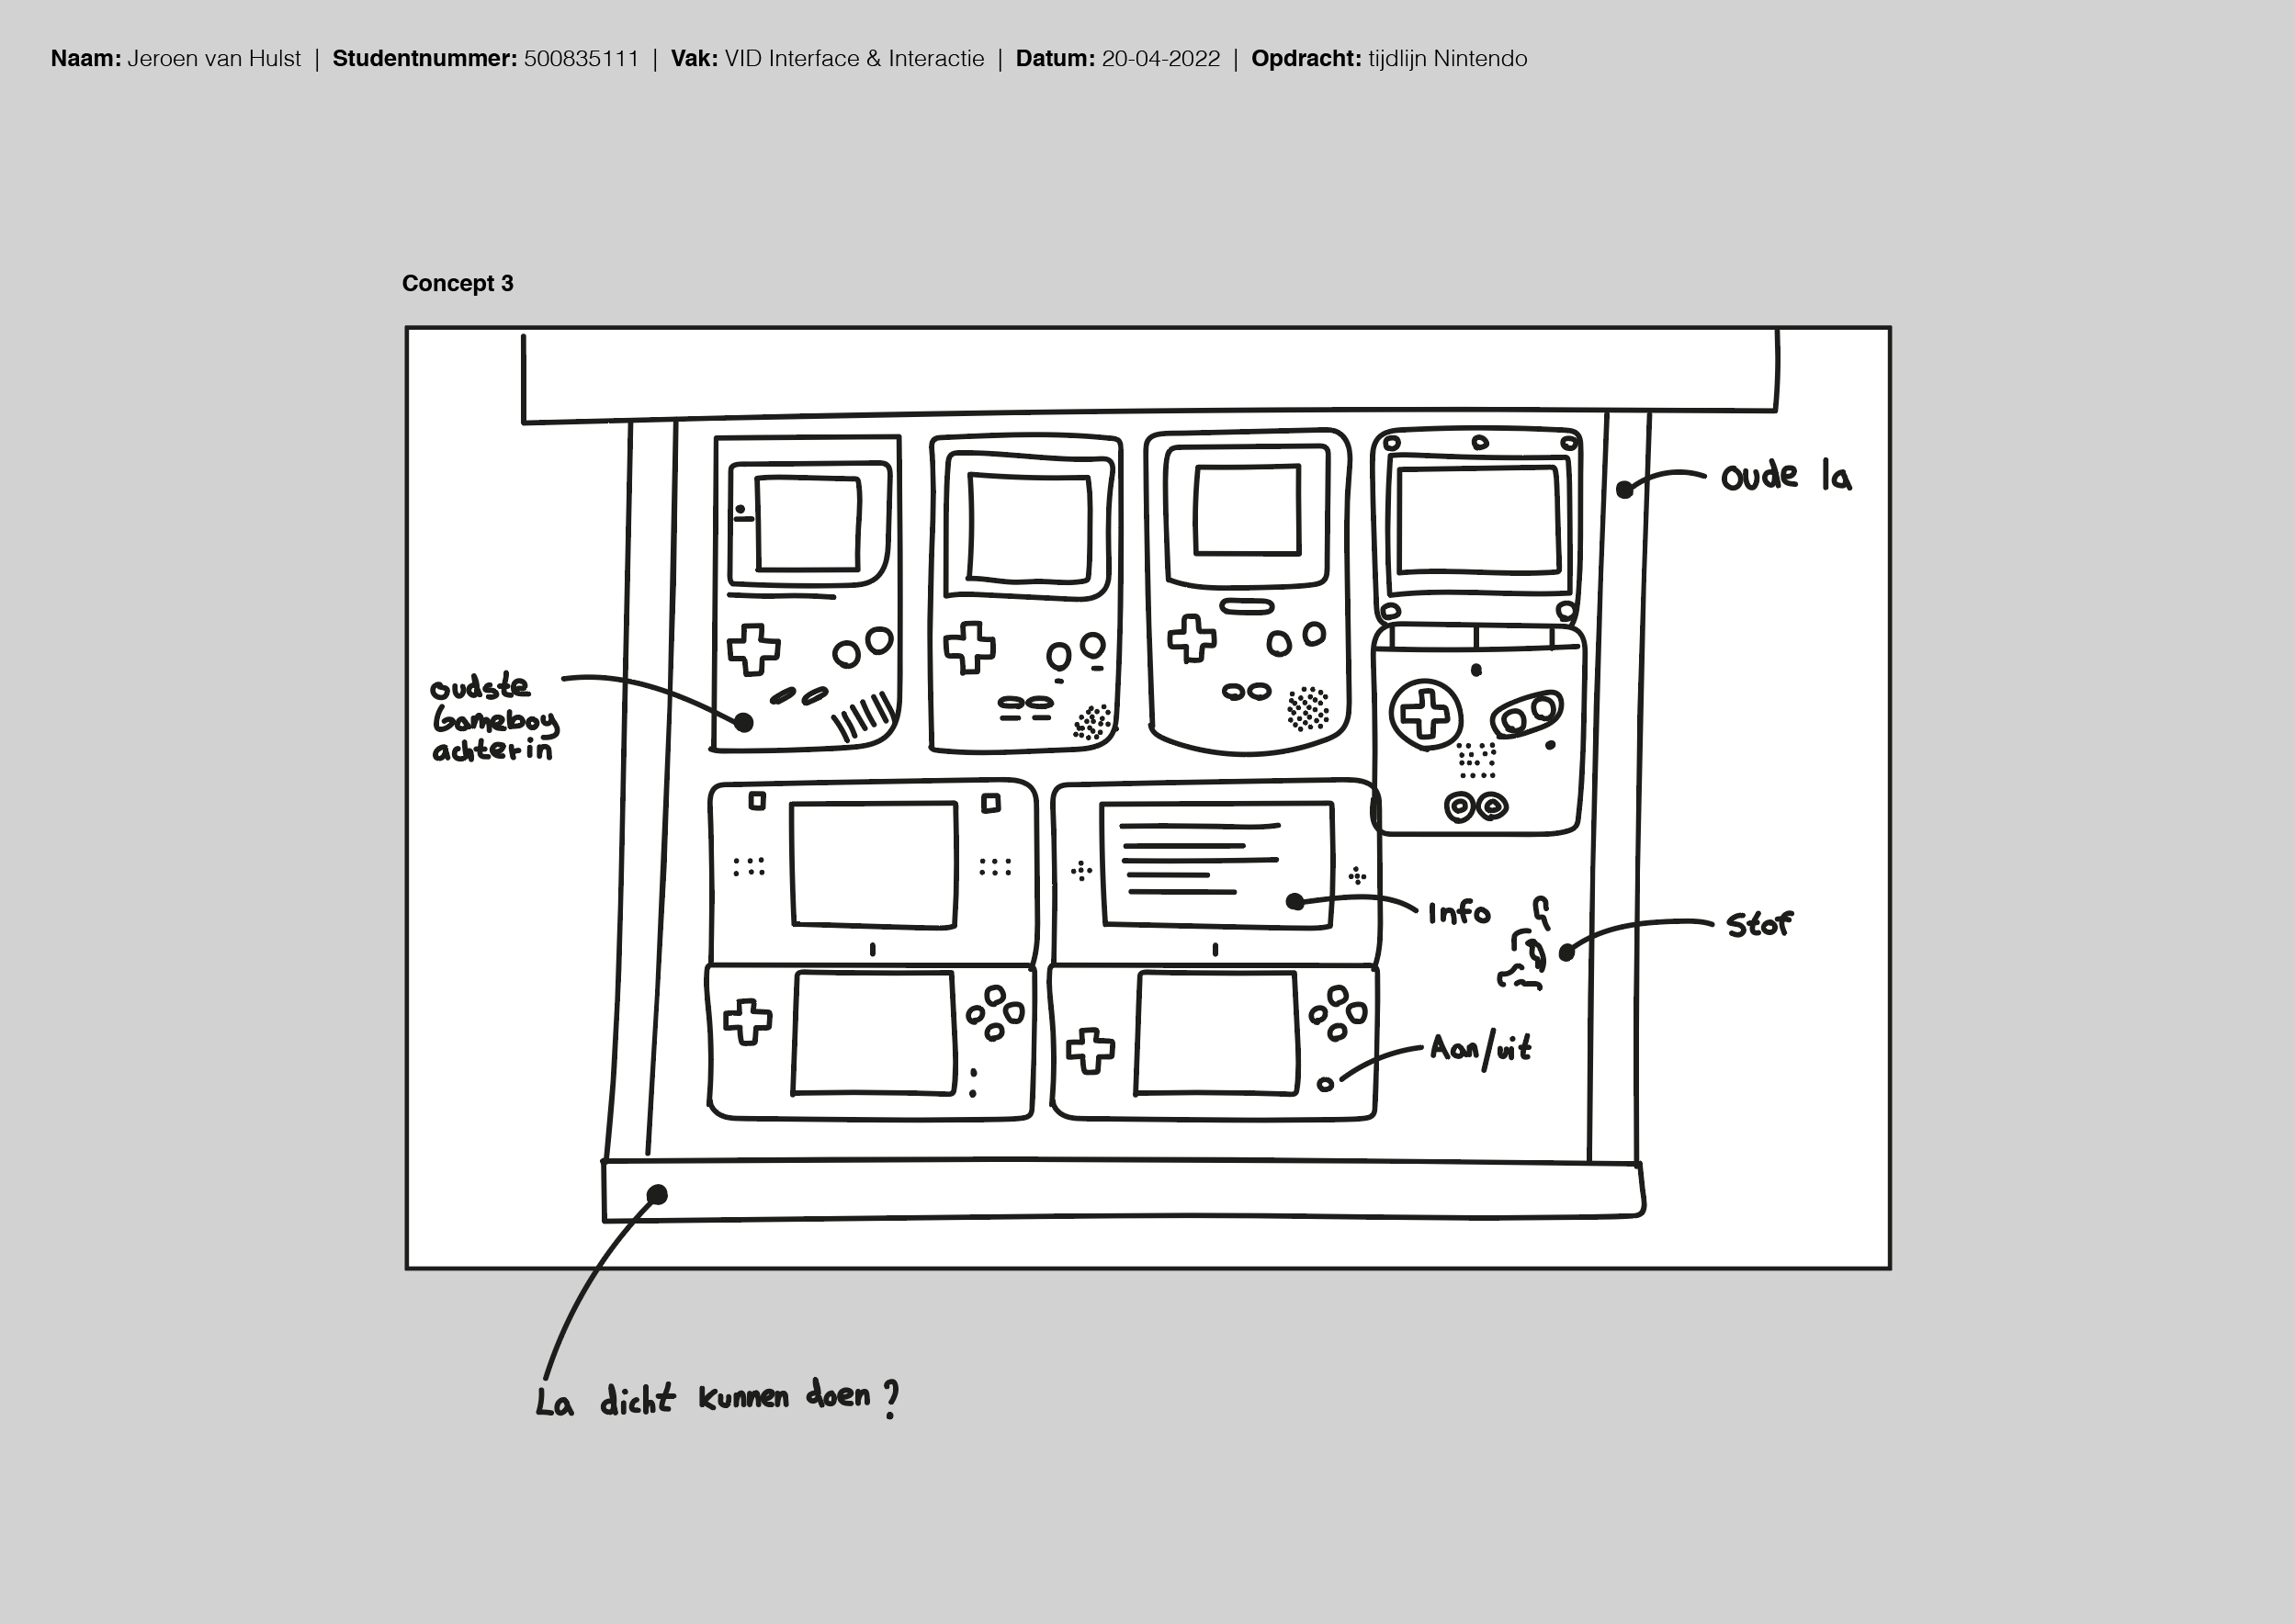 Naam: Jeroen van Hulst | Studentnummer: 500835111 | Vak: VID Interface & Interactie | Datum: 20-04-2022 | Opdracht: tijdlijn Nintendo
Concept 3
oude la
oudste
Gameboy
achterin
Info
Stof
Aan/uit
La dicht kunnen doen?